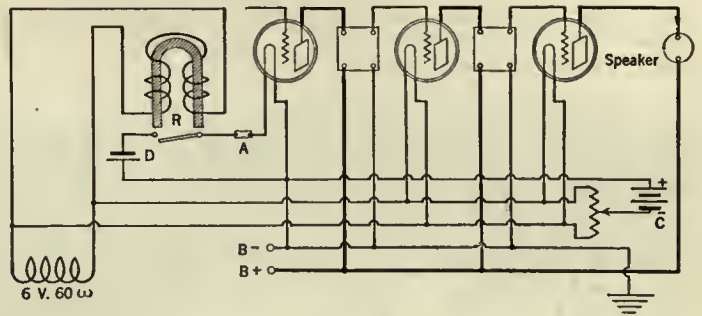 R
Speaker
D
A
+
-
C
B -
B +
6 V. 60 ω